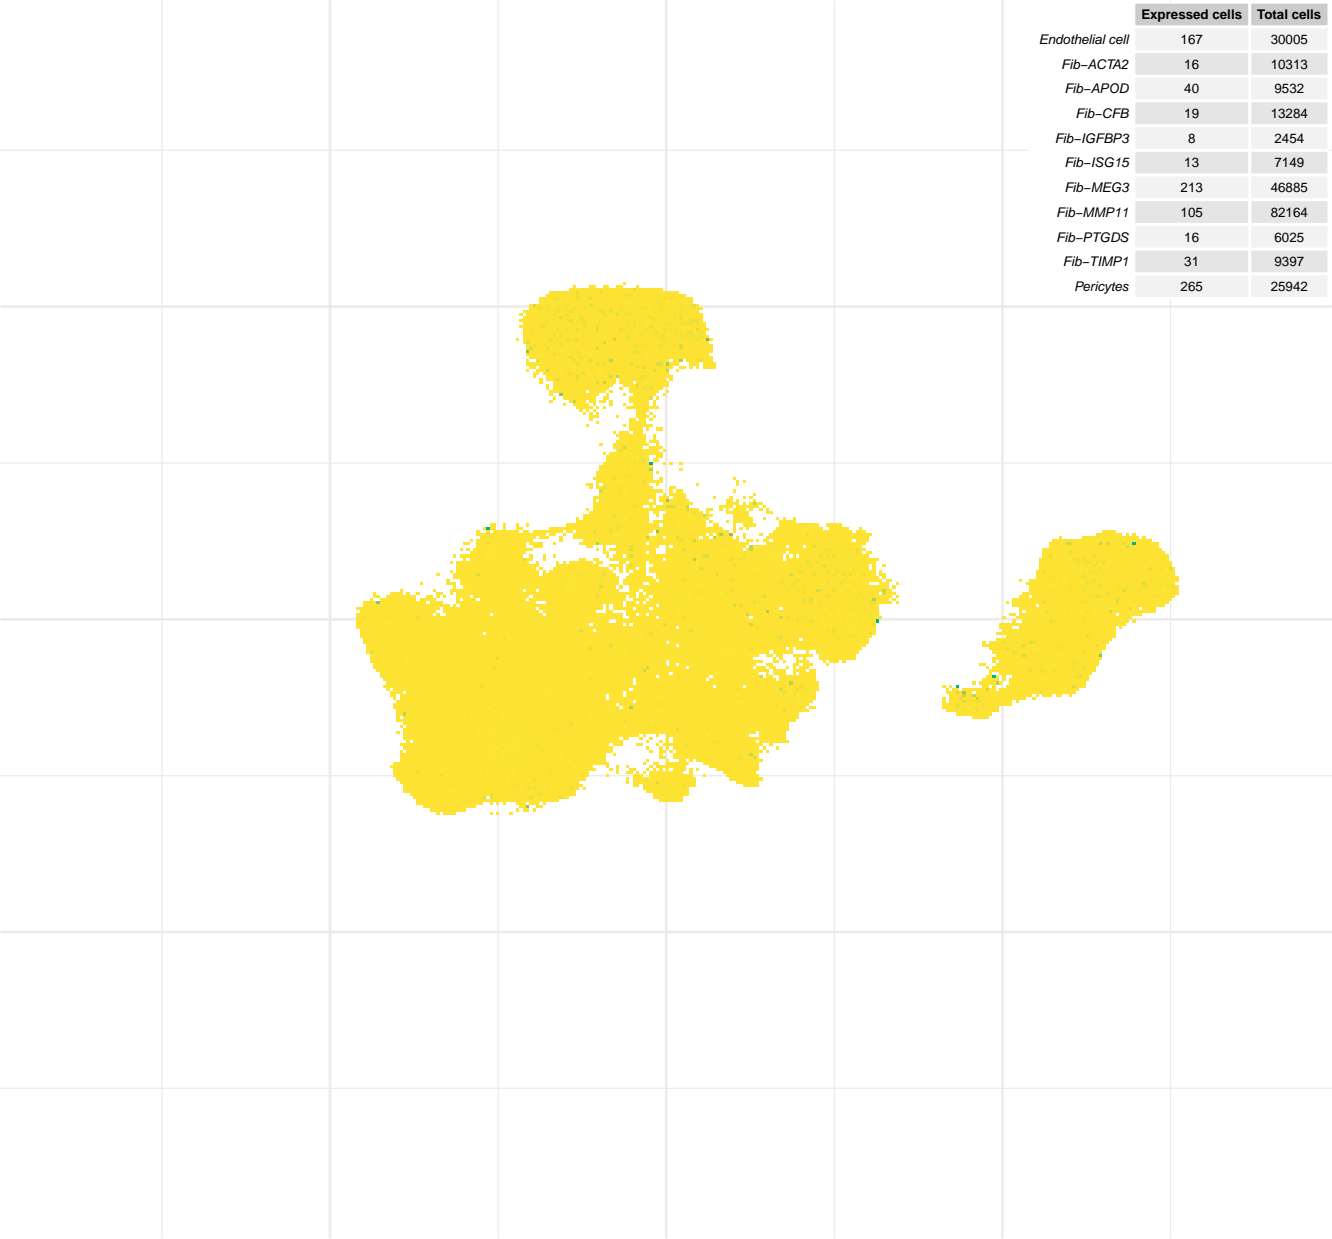 Expressed cells Total cells
Endothelial cell 167 30005
Fib−ACTA2 16 10313
Fib−APOD 40 9532
Fib−CFB 19 13284
Fib−IGFBP3 8 2454
Fib−ISG15 13 7149
Fib−MEG3 213 46885
Fib−MMP11 105 82164
Fib−PTGDS 16 6025
Fib−TIMP1 31 9397
Pericytes 265 25942